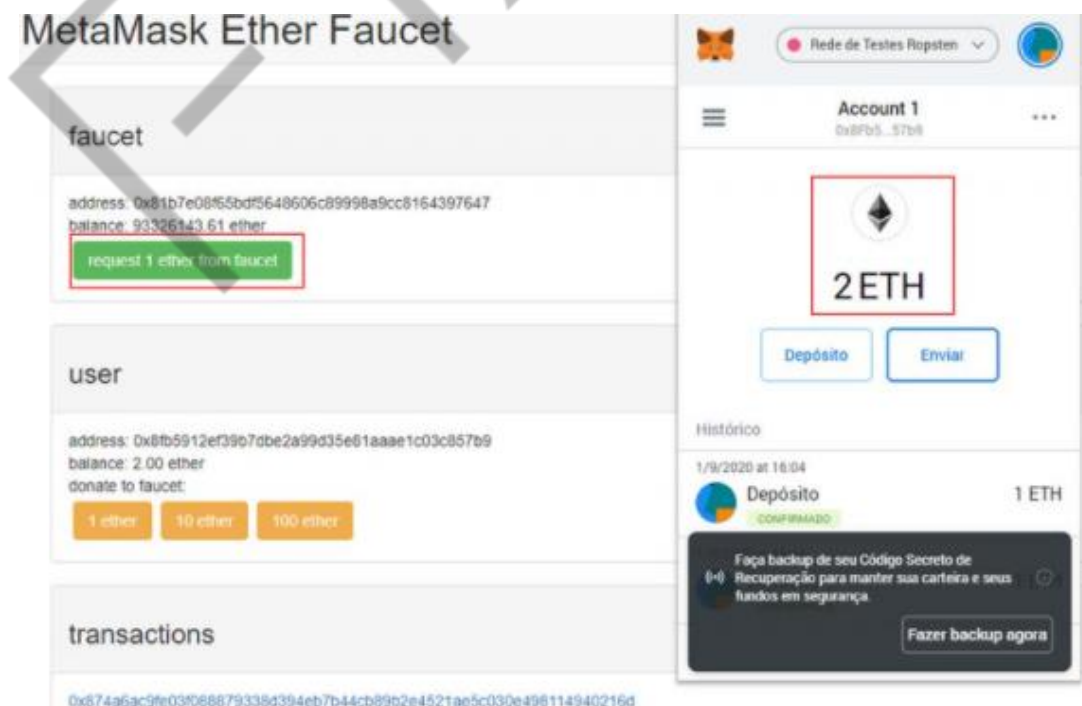 MetaMask Ether Faucet
faucet
address: 0x81b7e08f65bdf5648606c89998a9cc8164397647
balance: 93326143.61 ether
request 1 ether from faucet
user
address: 0x8fb5912ef39b7dbe2a99d35e81aaae1c03c857b9
balance: 2.00 ether
donate to faucet:
1 ether 10 ether 100 ether
transactions
0x874a6ac9fe03f068879338d394eb7b44cb89b2e4521ae5c030e498114940216d
Rede de Testes Ropsten
Account 1
0x8Fb5...57b9
2 ETH
Depósito Enviar
Histórico
1/9/2020 at 16:04
Depósito 1 ETH
CONFIRMADO
Faça backup de seu Código Secreto de
Recuperação para manter sua carteira e seus
fundos em segurança.
Fazer backup agora